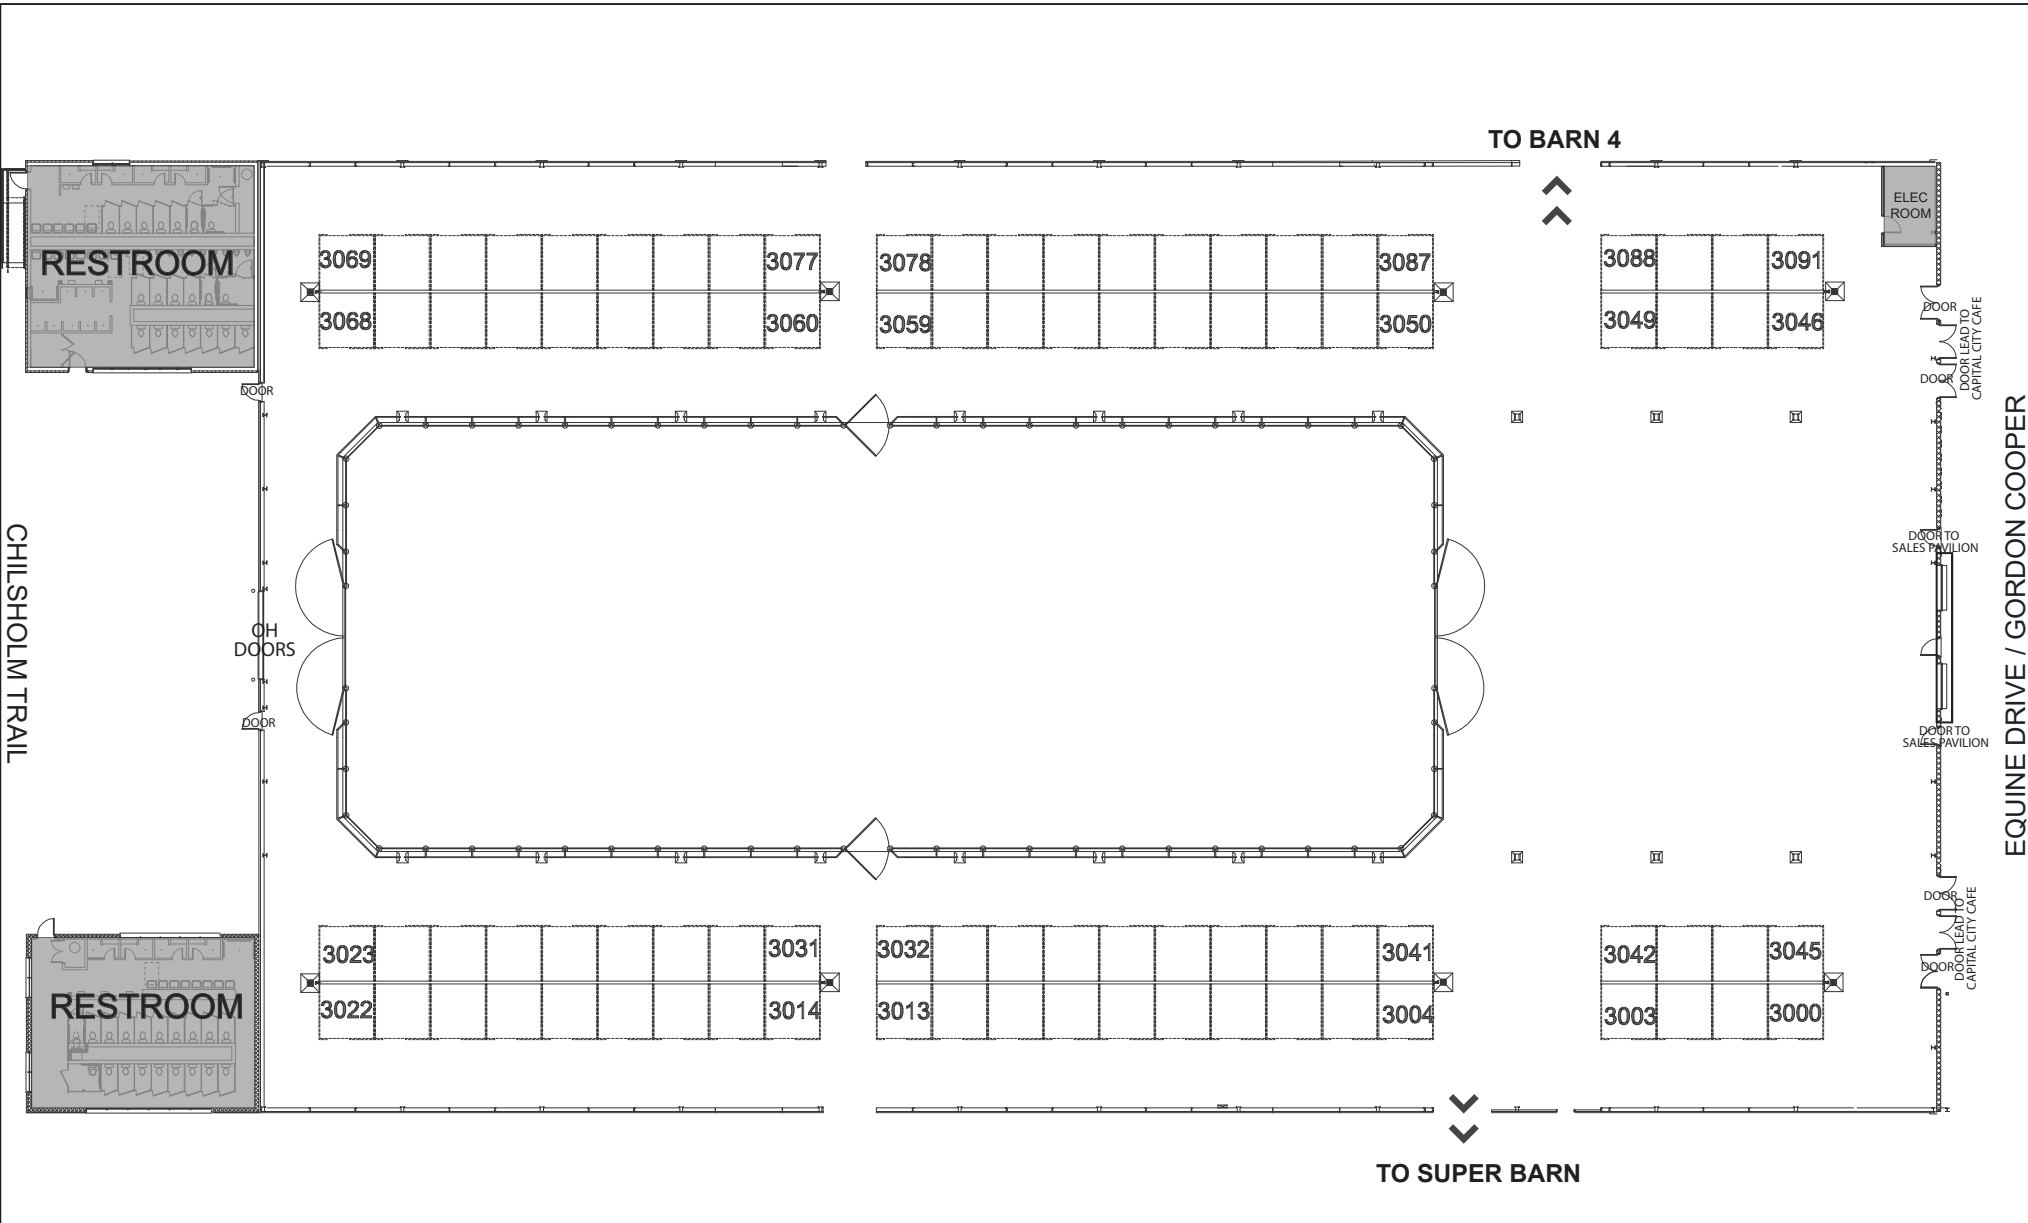 TO BARN 4
ELEC
ROOM
RESTROOM
3069
3077
3078
3087
3088
3091
3068
3060
3059
3050
3049
3046
DOOR
DOOR LEAD TO
CAPITAL CITY CAFE
DOOR
DOOR
CHILSHOLM TRAIL
EQUINE DRIVE / GORDON COOPER
DOOR TO
SALES PAVILION
OH
DOORS
DOOR
DOOR TO
SALES PAVILION
DOOR
DOOR LEAD TO
CAPITAL CITY CAFE
DOOR
3023
3031
3032
3041
3042
3045
RESTROOM
3022
3014
3013
3004
3003
3000
TO SUPER BARN